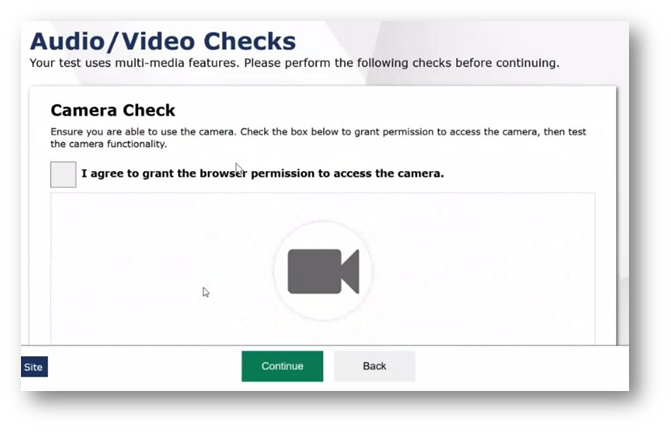 Audio/Video Checks
Your test uses multi-media features. Please perform the following checks before continuing.
Camera Check
Ensure you are able to use the camera. Check the box below to grant permission to access the camera, then test
the camera functionality.
I agree to grant the browser permission to access the camera.
Site
Continue
Back